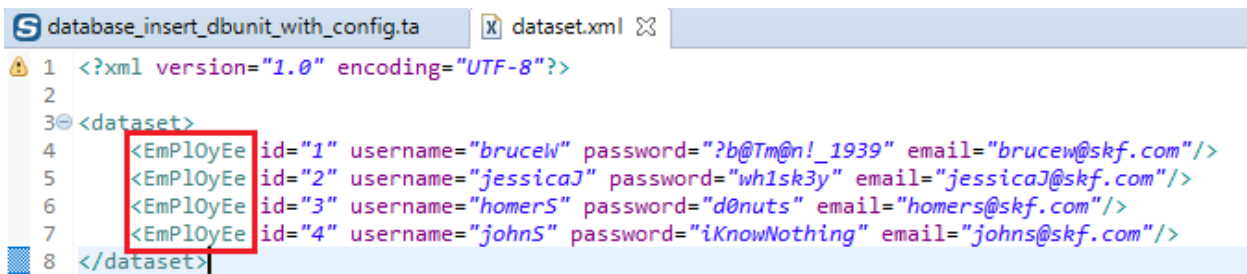 S database_insert_dbunit_with_config.ta X dataset.xml
1 <?xml version="1.0" encoding="UTF-8"?>
2
3 <dataset>
4 <EmPlOyEe id="1" username="bruceW" password="?b@Tm@n!_1939" email="brucew@skf.com"/>
5 <EmPlOyEe id="2" username="jessicaJ" password="wh1sk3y" email="jessicaJ@skf.com"/>
6 <EmPlOyEe id="3" username="homerS" password="d0nuts" email="homers@skf.com"/>
7 <EmPlOyEe id="4" username="johnS" password="iKnowNothing" email="johns@skf.com"/>
8 </dataset>